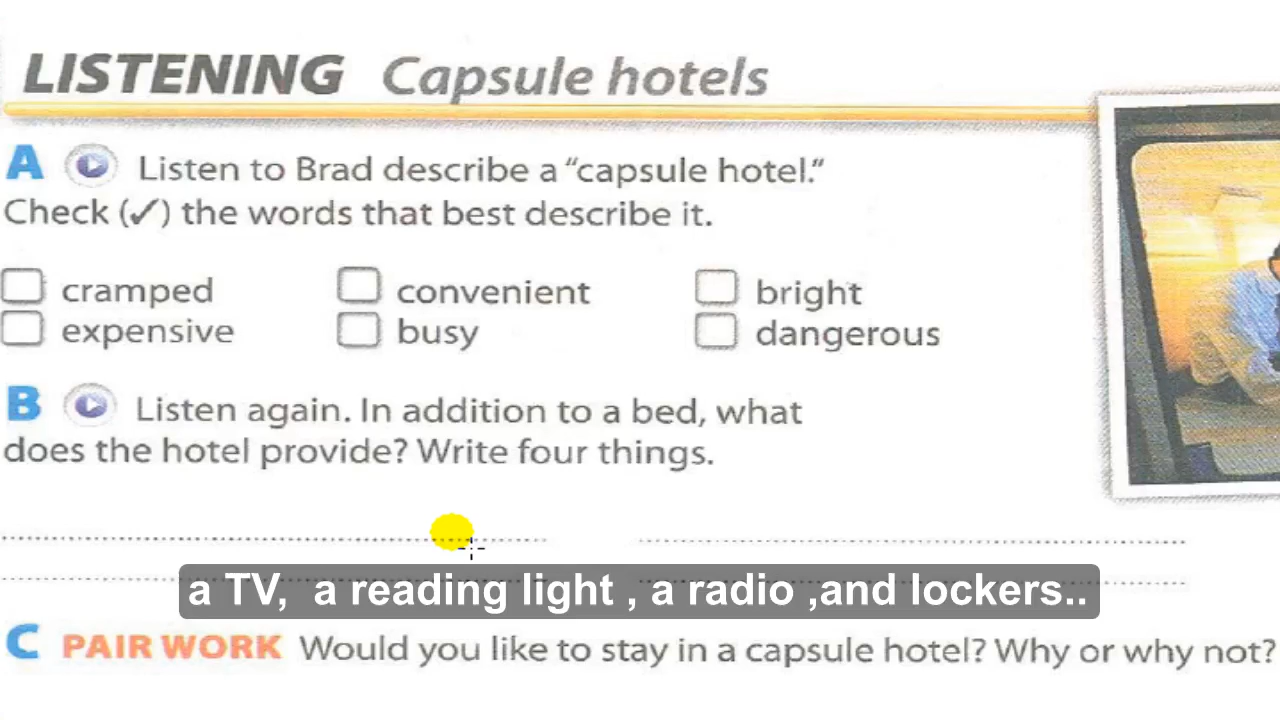 LISTENING Capsule hotels
A Listen to Brad describe a “capsule hotel.”
Check (✓) the words that best describe it.
cramped convenient bright
expensive busy dangerous
B Listen again. In addition to a bed, what
does the hotel provide? Write four things.
a TV,  a reading light , a radio ,and lockers..
C PAIR WORK Would you like to stay in a capsule hotel? Why or why not?